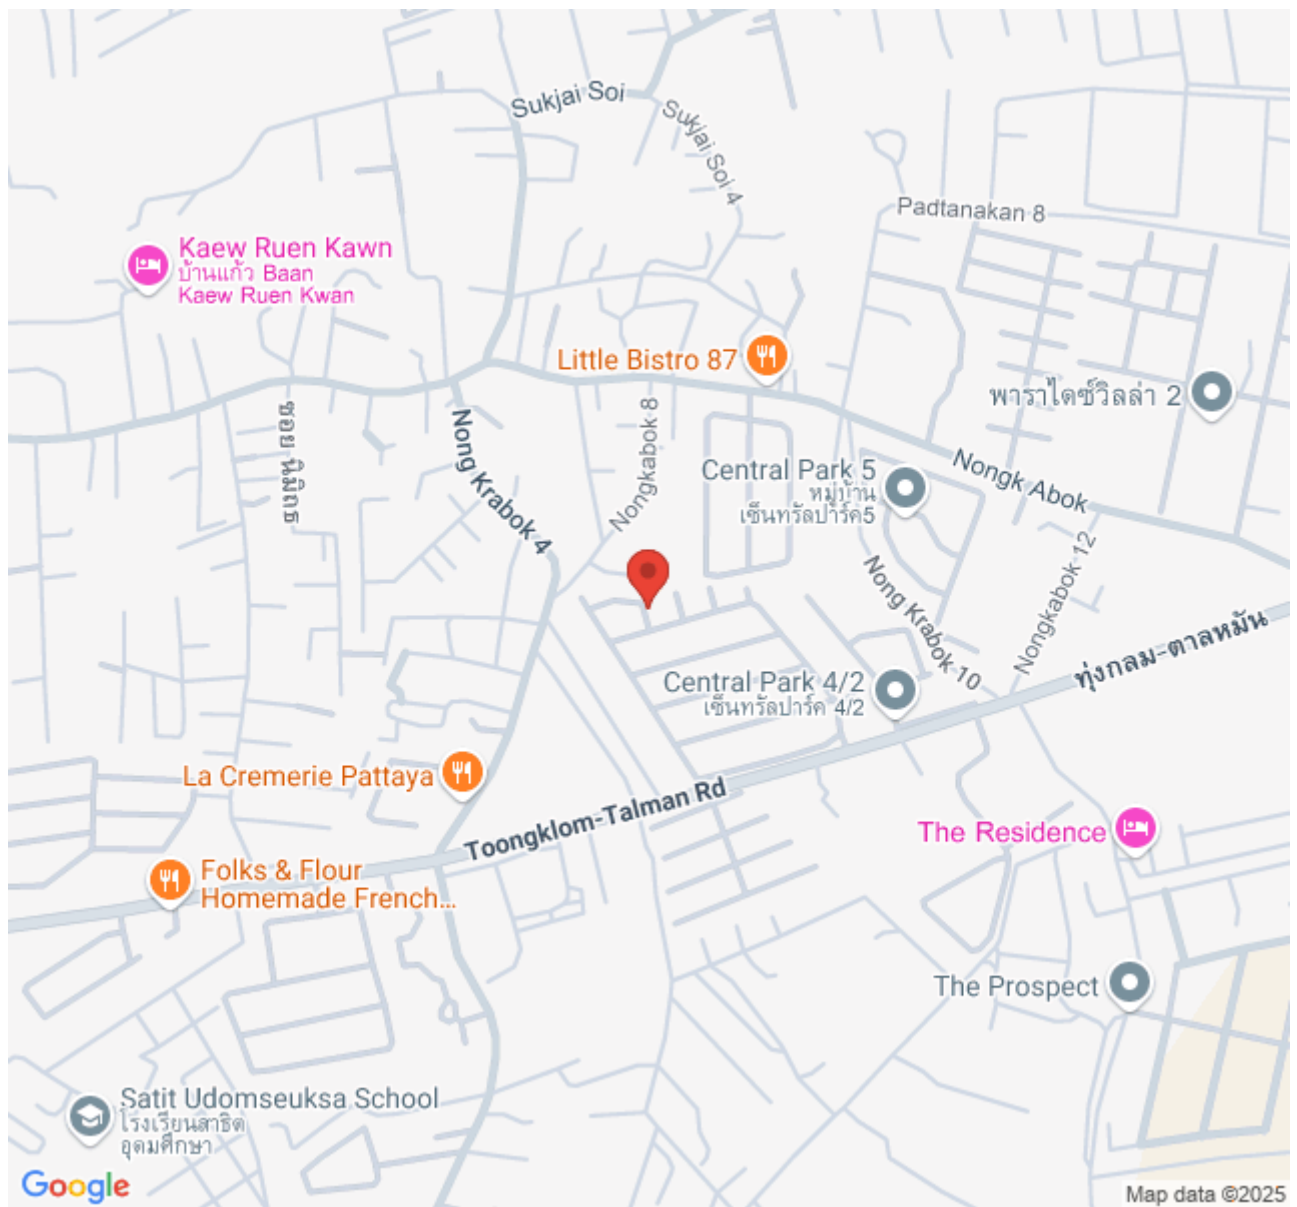 Sukjai Soi
Sukjai Soi 4
Padtanakan 8
Kaew Ruen Kawn
บ้านแก้ว Baan
Kaew Ruen Kwan
Little Bistro 87
พาราไดซ์วิลล่า 2
ซอย นิมิถธ
Nong Krabok 4
Nongkabok 8
Central Park 5
หมู่บ้าน
เซ็นทรัลปาร์ค5
Nongk Abok
Nongkabok 12
Nong Krabok 10
ทุ่งกลม-ตาลหมัน
Central Park 4/2
เซ็นทรัลปาร์ค 4/2
La Cremerie Pattaya
Toongklom-Talman Rd
The Residence
Folks & Flour
Homemade French...
The Prospect
Satit Udomseuksa School
โรงเรียนสาธิต
อุดมศึกษา
Google
Map data ©2025